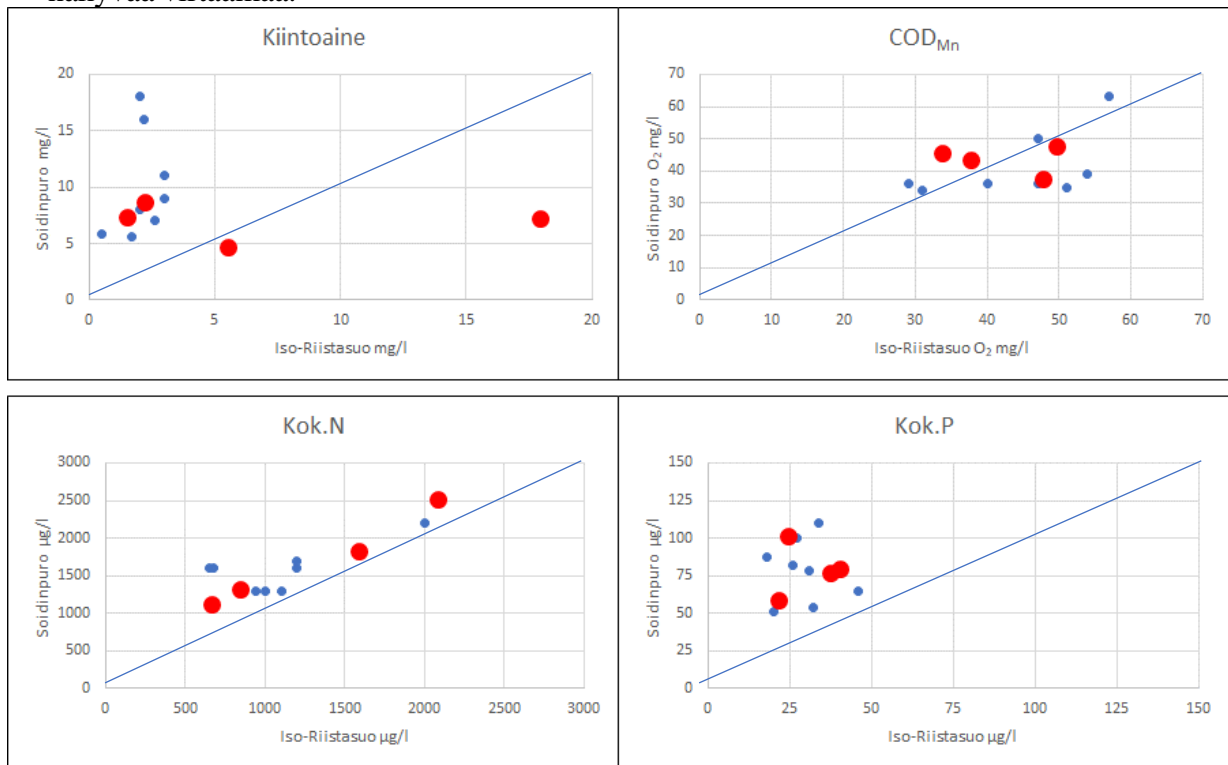 Kiintoaine
20
15
10
5
0
Soidinpuro mg/l
0 5 10 15 20
Iso-Riistasuo mg/l
COD_Mn
70
60
50
40
30
20
10
0
Soidinpuro O₂ mg/l
0 10 20 30 40 50 60 70
Iso-Riistasuo O₂ mg/l
Kok.N
3000
2500
2000
1500
1000
500
0
Soidinpuro µg/l
0 500 1000 1500 2000 2500 3000
Iso-Riistasuo µg/l
Kok.P
150
125
100
75
50
25
0
Soidinpuro µg/l
0 25 50 75 100 125 150
Iso-Riistasuo µg/l